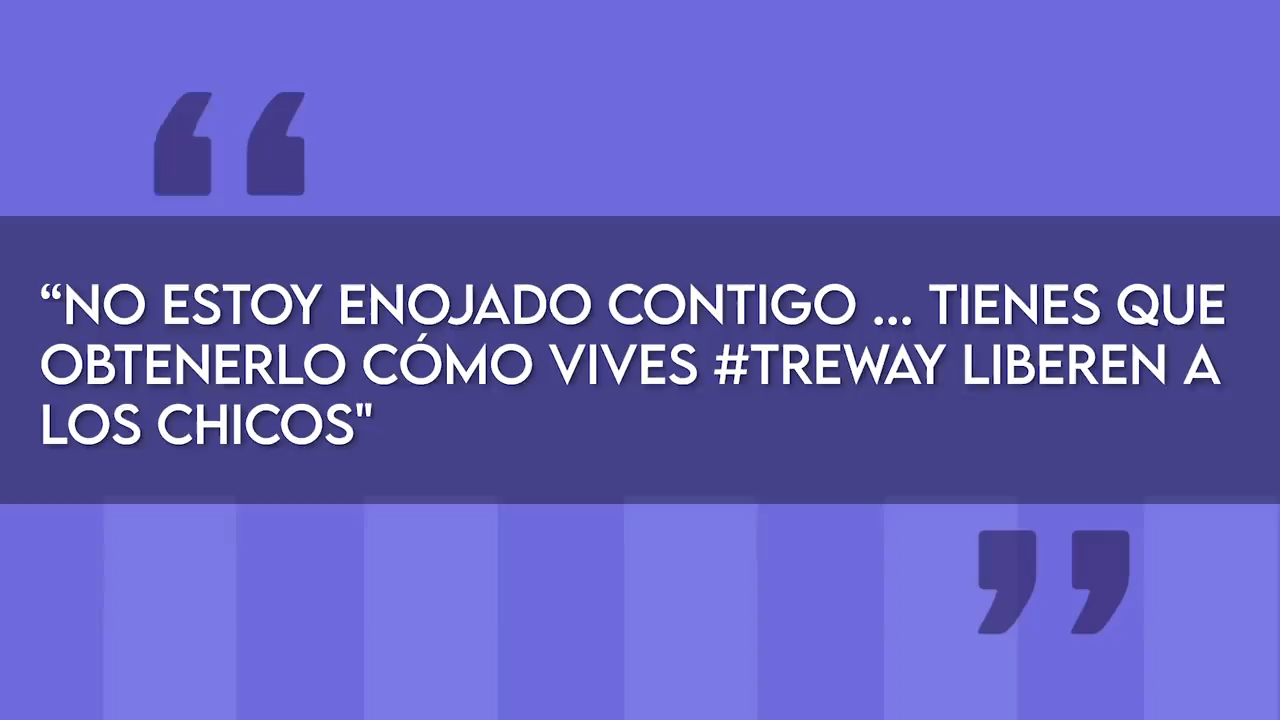 “NO ESTOY ENOJADO CONTIGO ... TIENES QUE
OBTENERLO CÓMO VIVES #TREWAY LIBEREN A
LOS CHICOS"